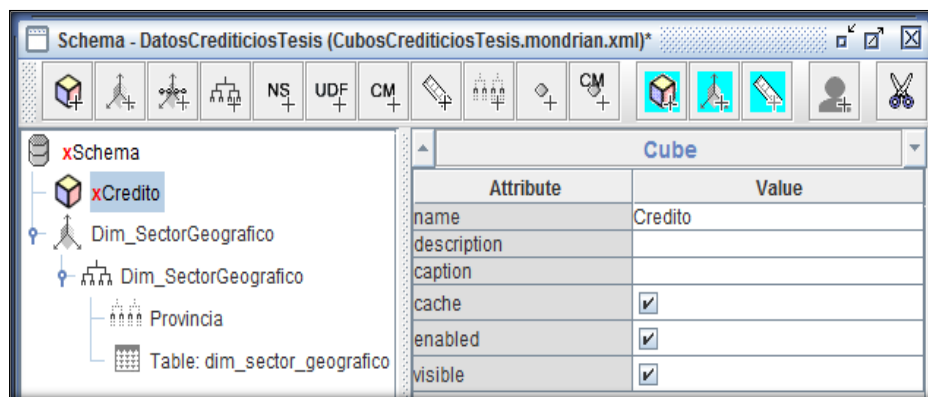 Schema - DatosCrediticiosTesis (CubosCrediticiosTesis.mondrian.xml)*
NS UDF CM CM
xSchema
xCredito
Dim_SectorGeografico
Dim_SectorGeografico
Provincia
Table: dim_sector_geografico
Cube
Attribute Value
name Credito
description
caption
cache
enabled
visible